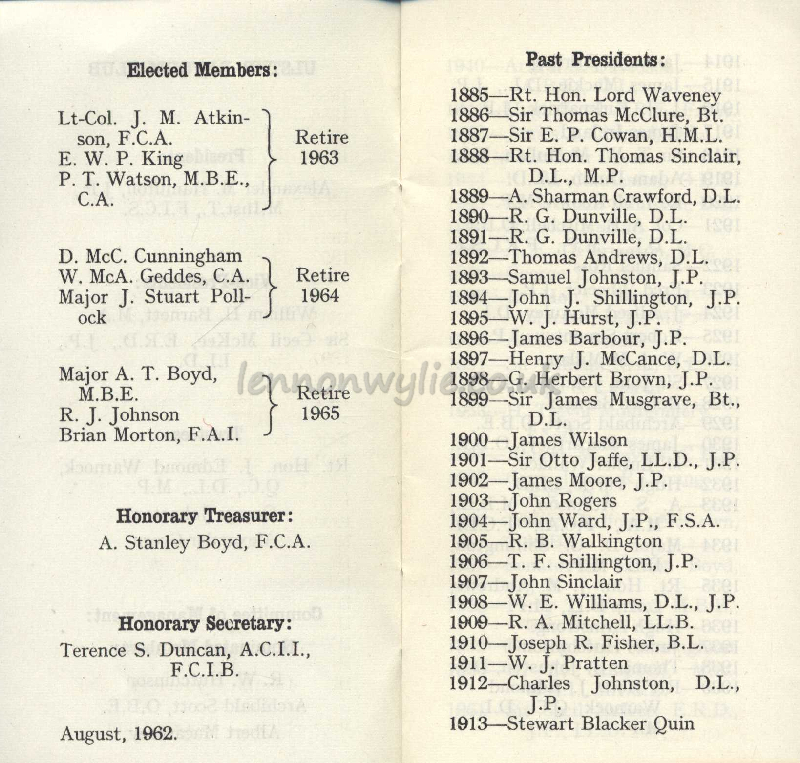 Elected Members:
Lt-Col. J. M. Atkin-
son, F.C.A.
E. W. P. King
P. T. Watson, M.B.E.,
C.A.
Retire
1963
D. McC. Cunningham
W. McA. Geddes, C.A.
Major J. Stuart Poll-
ock
Retire
1964
Major A. T. Boyd,
M.B.E.
R. J. Johnson
Brian Morton, F.A.I.
Retire
1965
Honorary Treasurer:
A. Stanley Boyd, F.C.A.
Honorary Secretary:
Terence S. Duncan, A.C.I.I.,
F.C.I.B.
August, 1962.
Past Presidents:
1885—Rt. Hon. Lord Waveney
1886—Sir Thomas McClure, Bt.
1887—Sir E. P. Cowan, H.M.L.
1888—Rt. Hon. Thomas Sinclair,
D.L., M.P.
1889—A. Sharman Crawford, D.L.
1890—R. G. Dunville, D.L.
1891—R. G. Dunville, D.L.
1892—Thomas Andrews, D.L.
1893—Samuel Johnston, J.P.
1894—John J. Shillington, J.P.
1895—W. J. Hurst, J.P.
1896—James Barbour, J.P.
1897—Henry J. McCance, D.L.
1898—G. Herbert Brown, J.P.
1899—Sir James Musgrave, Bt.,
D.L.
1900—James Wilson
1901—Sir Otto Jaffe, LL.D., J.P.
1902—James Moore, J.P.
1903—John Rogers
1904—John Ward, J.P., F.S.A.
1905—R. B. Walkington
1906—T. F. Shillington, J.P.
1907—John Sinclair
1908—W. E. Williams, D.L., J.P.
1909—R. A. Mitchell, LL.B.
1910—Joseph R. Fisher, B.L.
1911—W. J. Pratten
1912—Charles Johnston, D.L.,
J.P.
1913—Stewart Blacker Quin
lennonwylie.co.uk